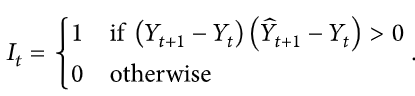 I_t = { 1 if (Y_{t+1} − Y_t) (Ŷ_{t+1} − Y_t) > 0
0 otherwise .